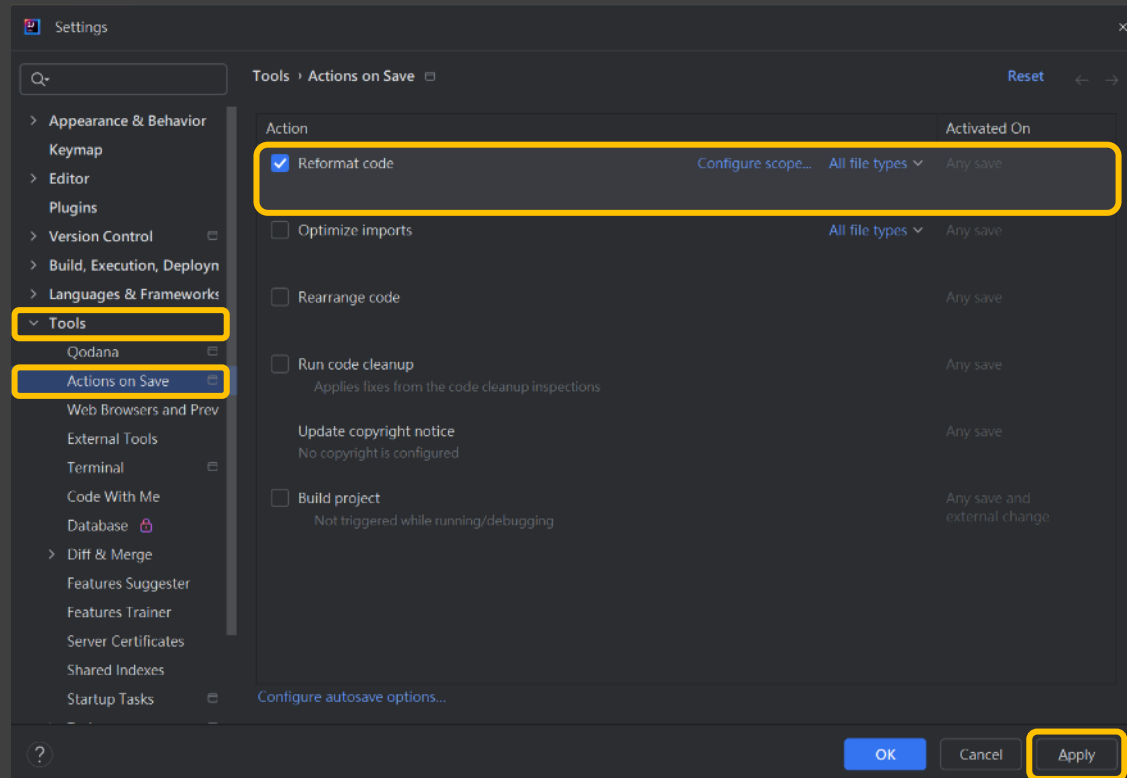 Settings
Tools › Actions on Save
Reset
Appearance & Behavior
Keymap
Editor
Plugins
Version Control
Build, Execution, Deployn
Languages & Frameworks
Tools
Qodana
Actions on Save
Web Browsers and Prev
External Tools
Terminal
Code With Me
Database
Diff & Merge
Features Suggester
Features Trainer
Server Certificates
Shared Indexes
Startup Tasks
Action
Activated On
Reformat code
Configure scope...
All file types
Any save
Optimize imports
All file types
Any save
Rearrange code
Any save
Run code cleanup
Any save
Applies fixes from the code cleanup inspections
Update copyright notice
Any save
No copyright is configured
Build project
Any save and
external change
Not triggered while running/debugging
Configure autosave options...
?
OK
Cancel
Apply